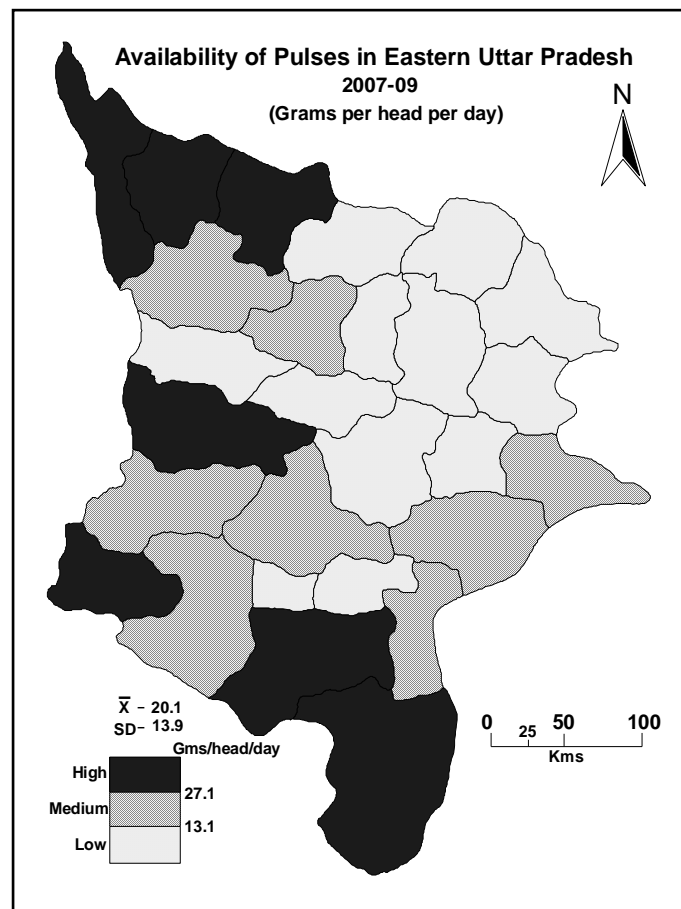 Availability of Pulses in Eastern Uttar Pradesh
2007-09
(Grams per head per day)
N
X̅ - 20.1
SD- 13.9
Gms/head/day
High
27.1
Medium
13.1
Low
0 25 50 100
Kms